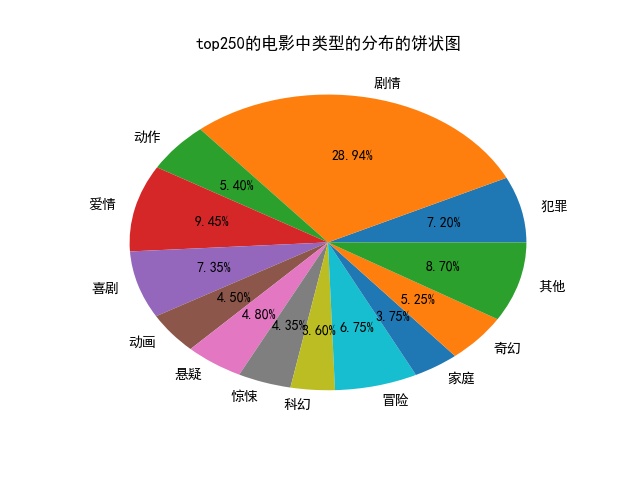 top250的电影中类型的分布的饼状图
剧情
28.94%
动作
5.40%
犯罪
7.20%
爱情
9.45%
其他
8.70%
喜剧
7.35%
动画
4.50%
悬疑
4.80%
惊悚
4.35%
科幻
3.60%
冒险
6.75%
家庭
3.75%
奇幻
5.25%